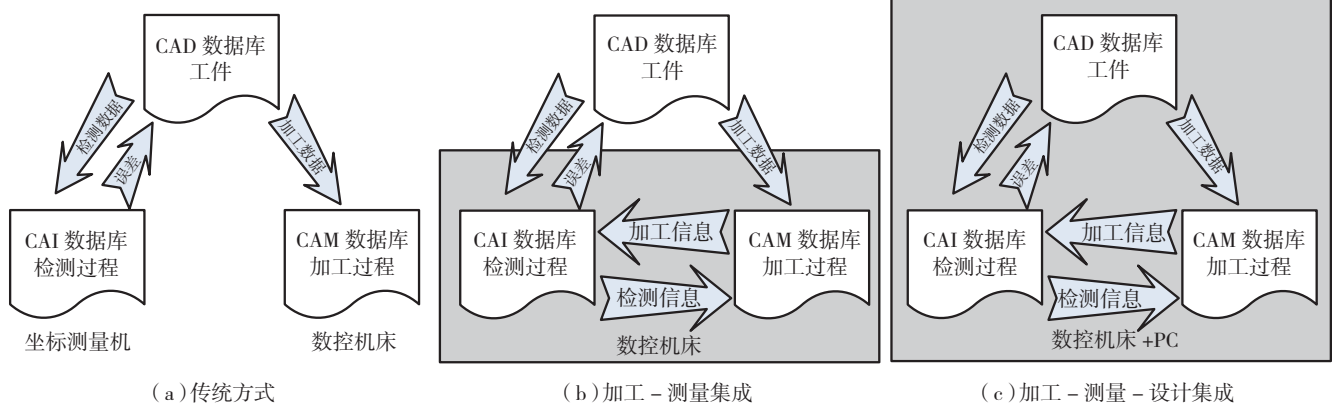 CAD 数据库
工件
检测数据
误差
加工数据
CAI 数据库
检测过程
CAM 数据库
加工过程
坐标测量机
数控机床
(a)传统方式
CAD 数据库
工件
检测数据
误差
加工数据
CAI 数据库
检测过程
加工信息
检测信息
CAM 数据库
加工过程
数控机床
(b)加工 – 测量集成
CAD 数据库
工件
检测数据
误差
加工数据
CAI 数据库
检测过程
加工信息
检测信息
CAM 数据库
加工过程
数控机床 +PC
(c)加工 – 测量 – 设计集成